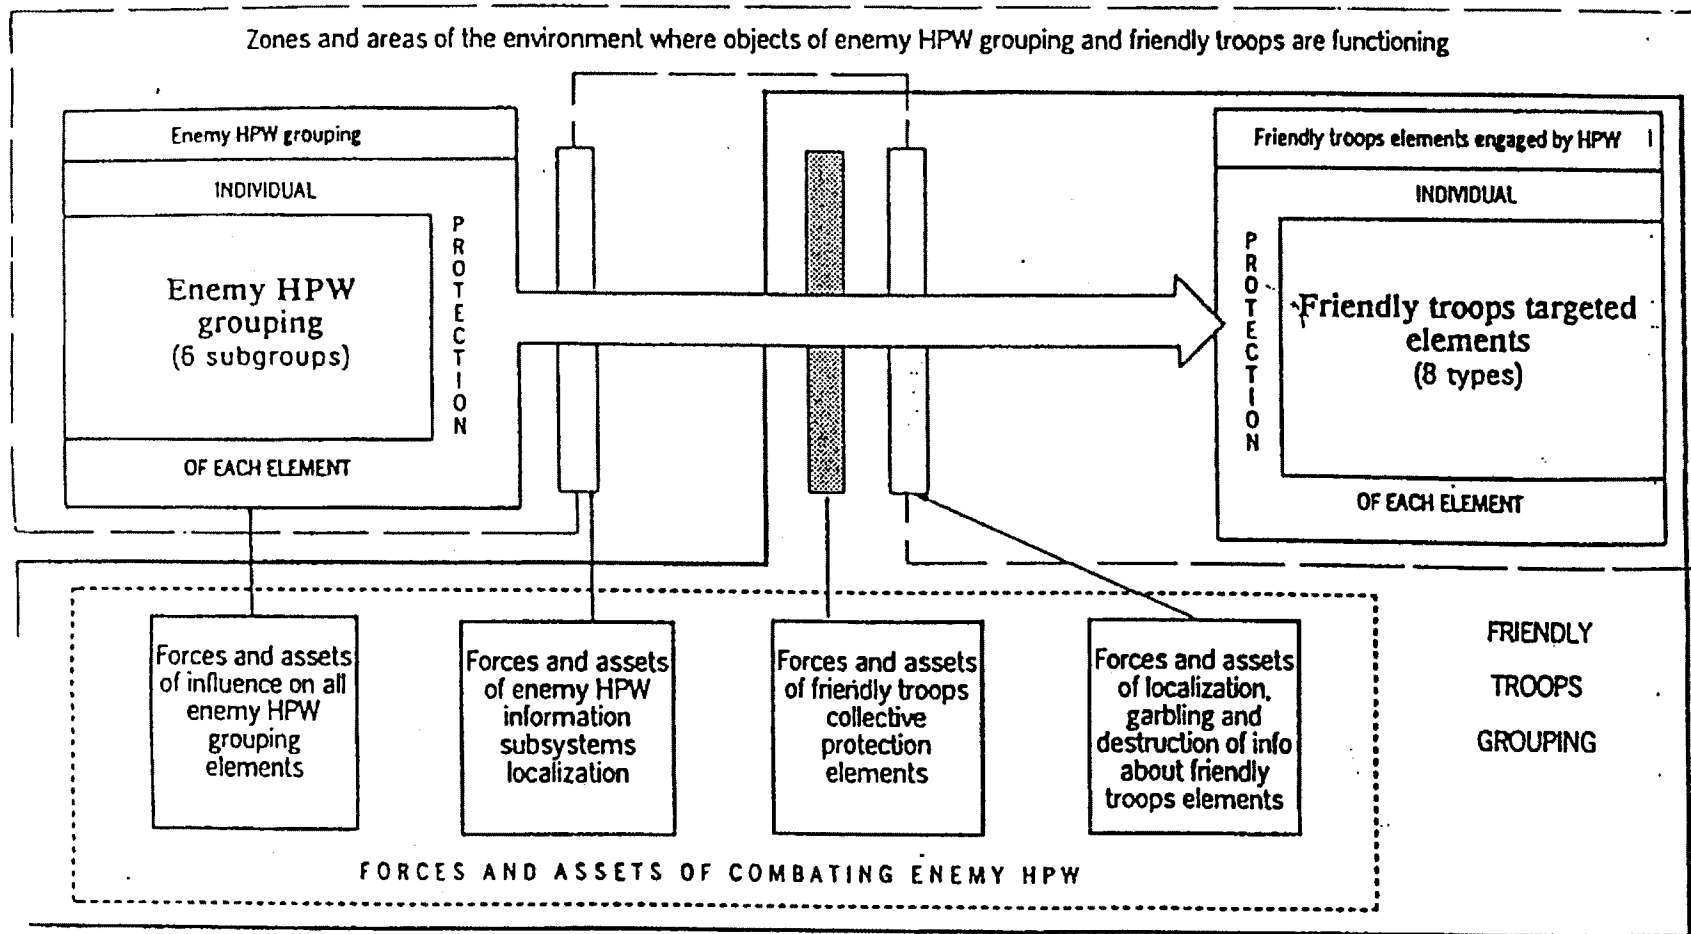 Zones and areas of the environment where objects of enemy HPW grouping and friendly troops are functioning
Enemy HPW grouping
INDIVIDUAL
PROTECTION
Enemy HPW
grouping
(6 subgroups)
OF EACH ELEMENT
Friendly troops elements engaged by HPW
INDIVIDUAL
PROTECTION
Friendly troops targeted
elements
(8 types)
OF EACH ELEMENT
Forces and assets
of influence on all
enemy HPW
grouping
elements
Forces and assets
of enemy HPW
information
subsystems
localization
Forces and assets
of friendly troops
collective
protection
elements
Forces and assets
of localization,
garbling and
destruction of info
about friendly
troops elements
FRIENDLY
TROOPS
GROUPING
FORCES AND ASSETS OF COMBATING ENEMY HPW